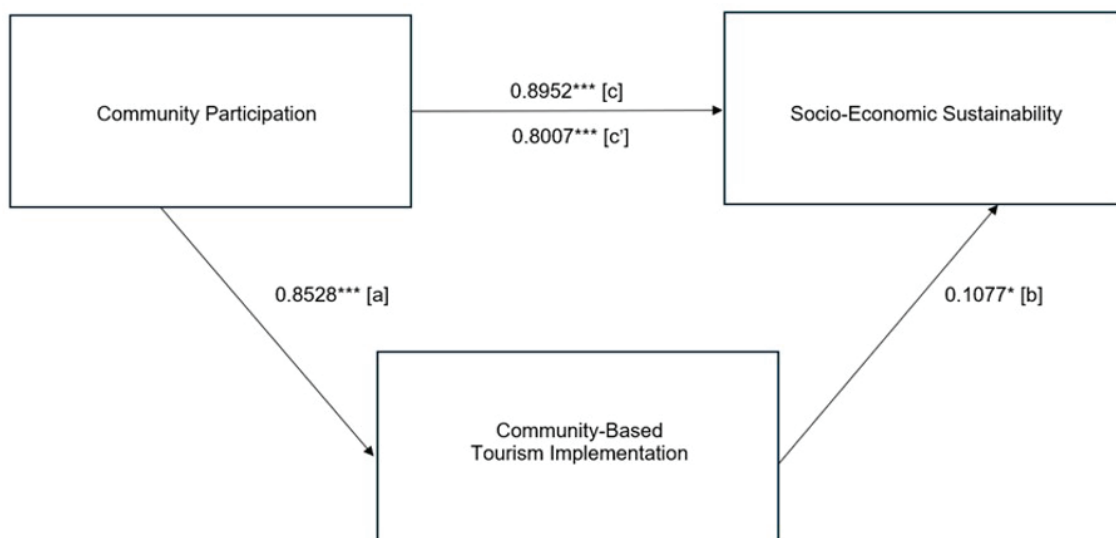 Community Participation
0.8952*** [c]
0.8007*** [c']
Socio-Economic Sustainability
0.8528*** [a]
0.1077* [b]
Community-Based
Tourism Implementation